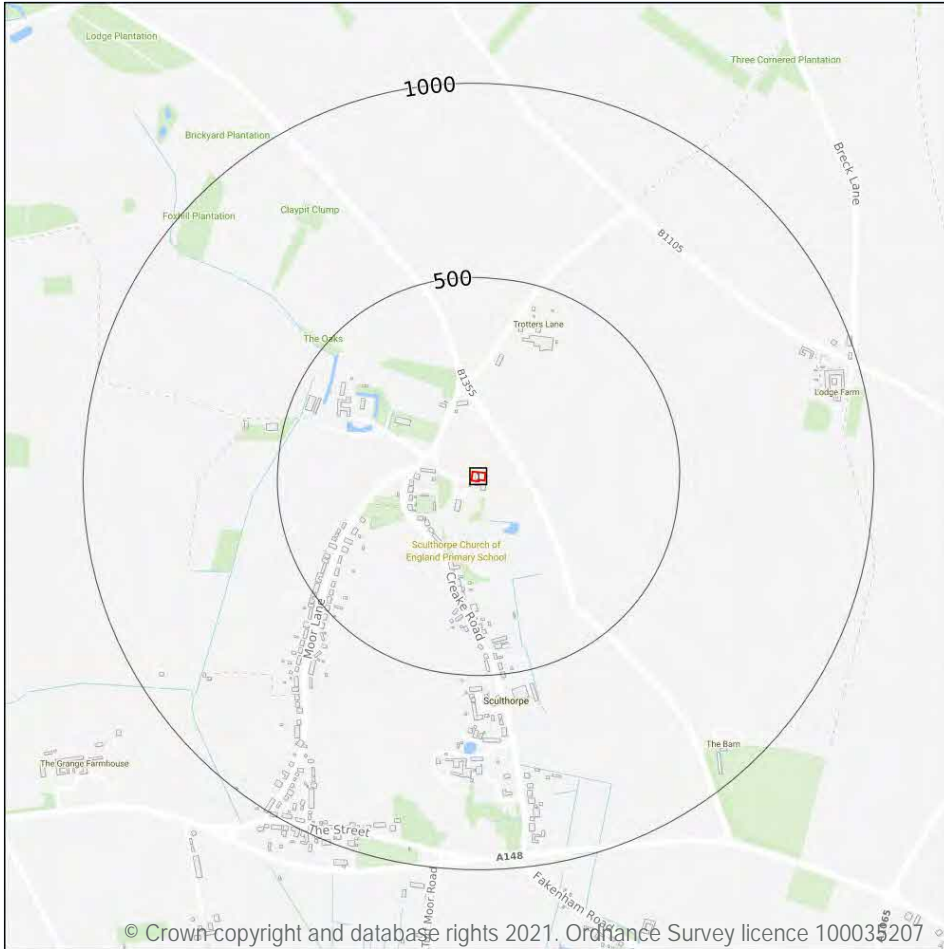 Lodge Plantation
Three Cornered Plantation
1000
Brickyard Plantation
Breck Lane
Foxhill Plantation
Claypit Clump
B1105
500
Trotters Lane
The Oaks
B1355
Lodge Farm
Sculthorpe Church of
England Primary School
Creake Road
Moor Lane
Sculthorpe
The Barn
The Grange Farmhouse
The Street
A148
Fakenham Road
Moor Road
© Crown copyright and database rights 2021. Ordnance Survey licence 100035207